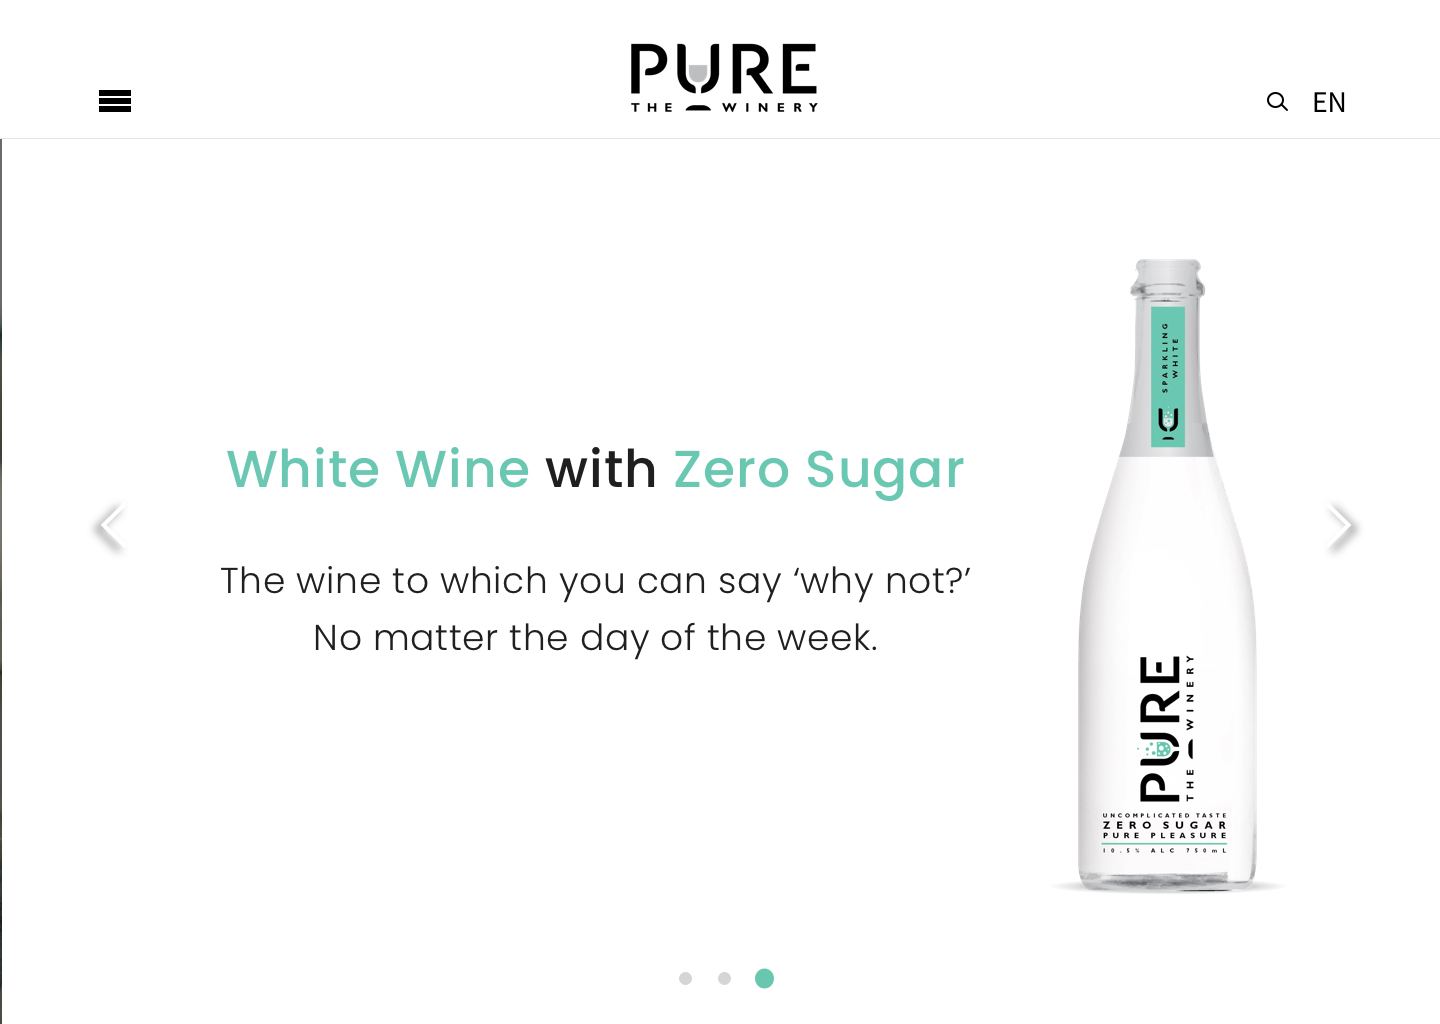 PURE
THE WINERY
EN
White Wine with Zero Sugar
The wine to which you can say ‘why not?’
No matter the day of the week.
SPARKLING
WHITE
PURE
THE WINERY
UNCOMPLICATED TASTE
ZERO SUGAR
PURE PLEASURE
10.5% ALC 750mL